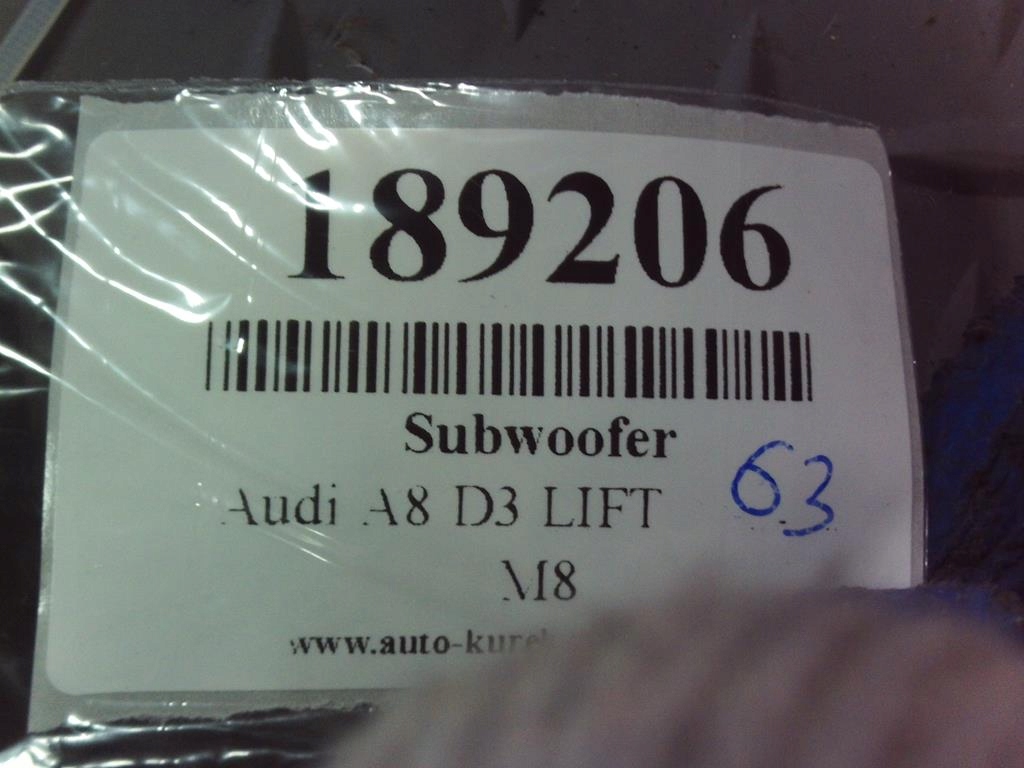 189206
Subwoofer
Audi A8 D3 LIFT 63
M8